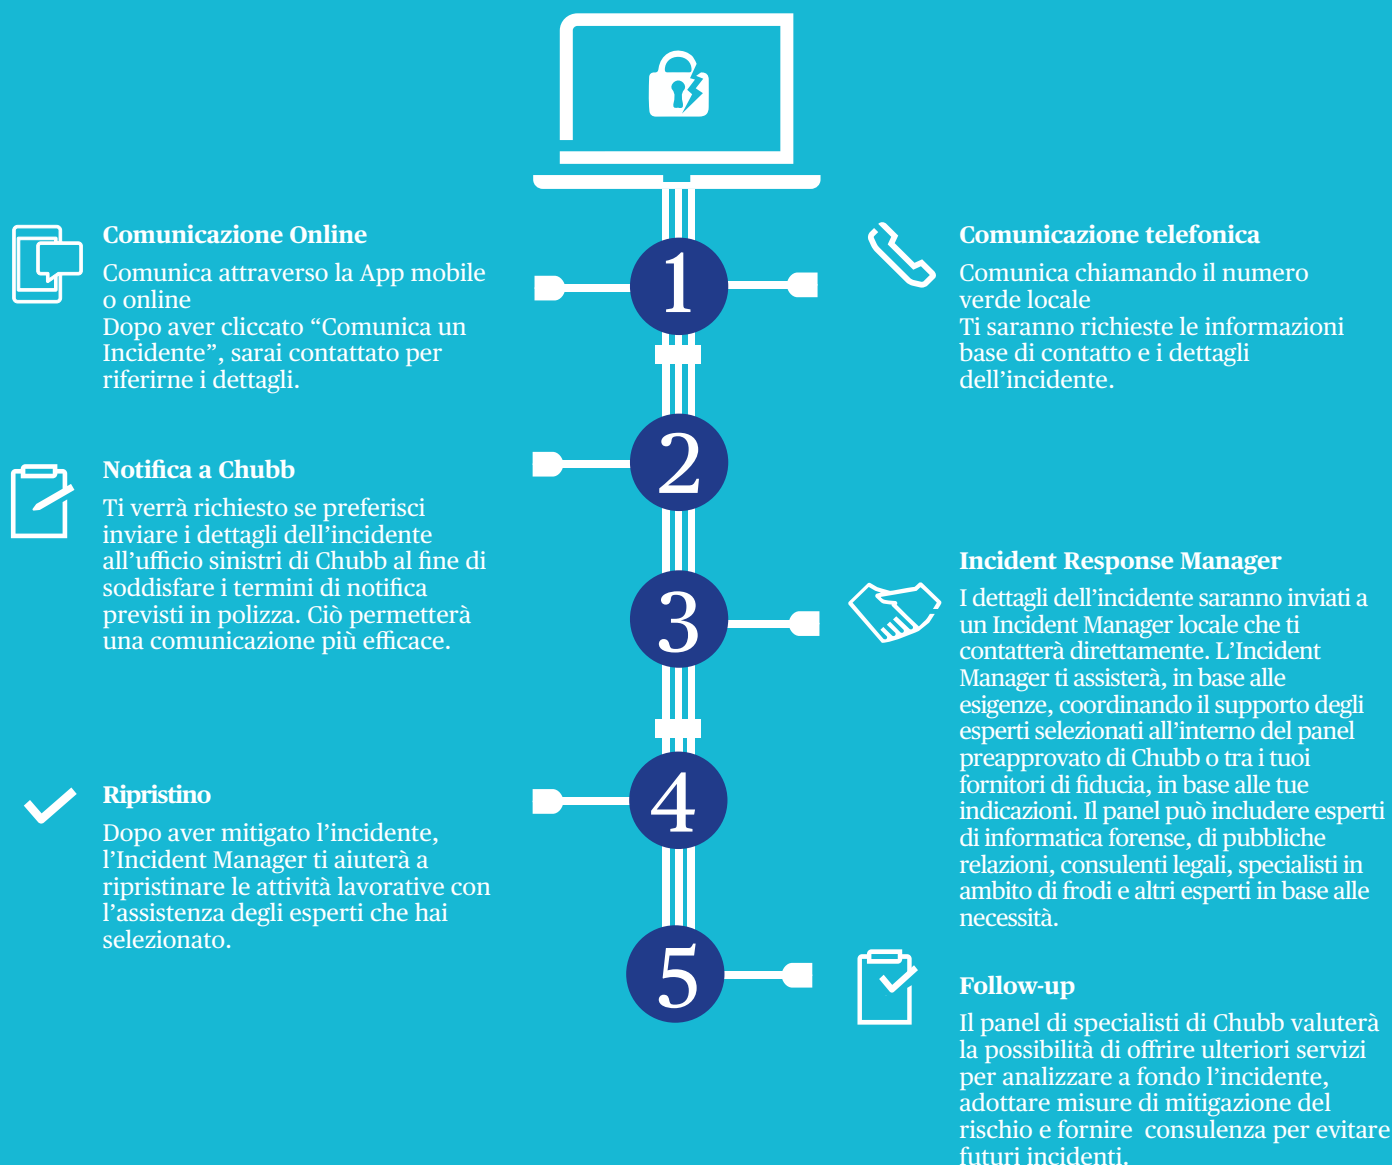 1
Comunicazione Online
Comunica attraverso la App mobile
o online
Dopo aver cliccato “Comunica un
Incidente”, sarai contattato per
riferirne i dettagli.
Comunicazione telefonica
Comunica chiamando il numero
verde locale
Ti saranno richieste le informazioni
base di contatto e i dettagli
dell’incidente.
2
Notifica a Chubb
Ti verrà richiesto se preferisci
inviare i dettagli dell’incidente
all’ufficio sinistri di Chubb al fine di
soddisfare i termini di notifica
previsti in polizza. Ciò permetterà
una comunicazione più efficace.
3
Incident Response Manager
I dettagli dell’incidente saranno inviati a
un Incident Manager locale che ti
contatterà direttamente. L’Incident
Manager ti assisterà, in base alle
esigenze, coordinando il supporto degli
esperti selezionati all’interno del panel
preapprovato di Chubb o tra i tuoi
fornitori di fiducia, in base alle tue
indicazioni. Il panel può includere esperti
di informatica forense, di pubbliche
relazioni, consulenti legali, specialisti in
ambito di frodi e altri esperti in base alle
necessità.
4
Ripristino
Dopo aver mitigato l’incidente,
l’Incident Manager ti aiuterà a
ripristinare le attività lavorative con
l’assistenza degli esperti che hai
selezionato.
5
Follow-up
Il panel di specialisti di Chubb valuterà
la possibilità di offrire ulteriori servizi
per analizzare a fondo l’incidente,
adottare misure di mitigazione del
rischio e fornire consulenza per evitare
futuri incidenti.